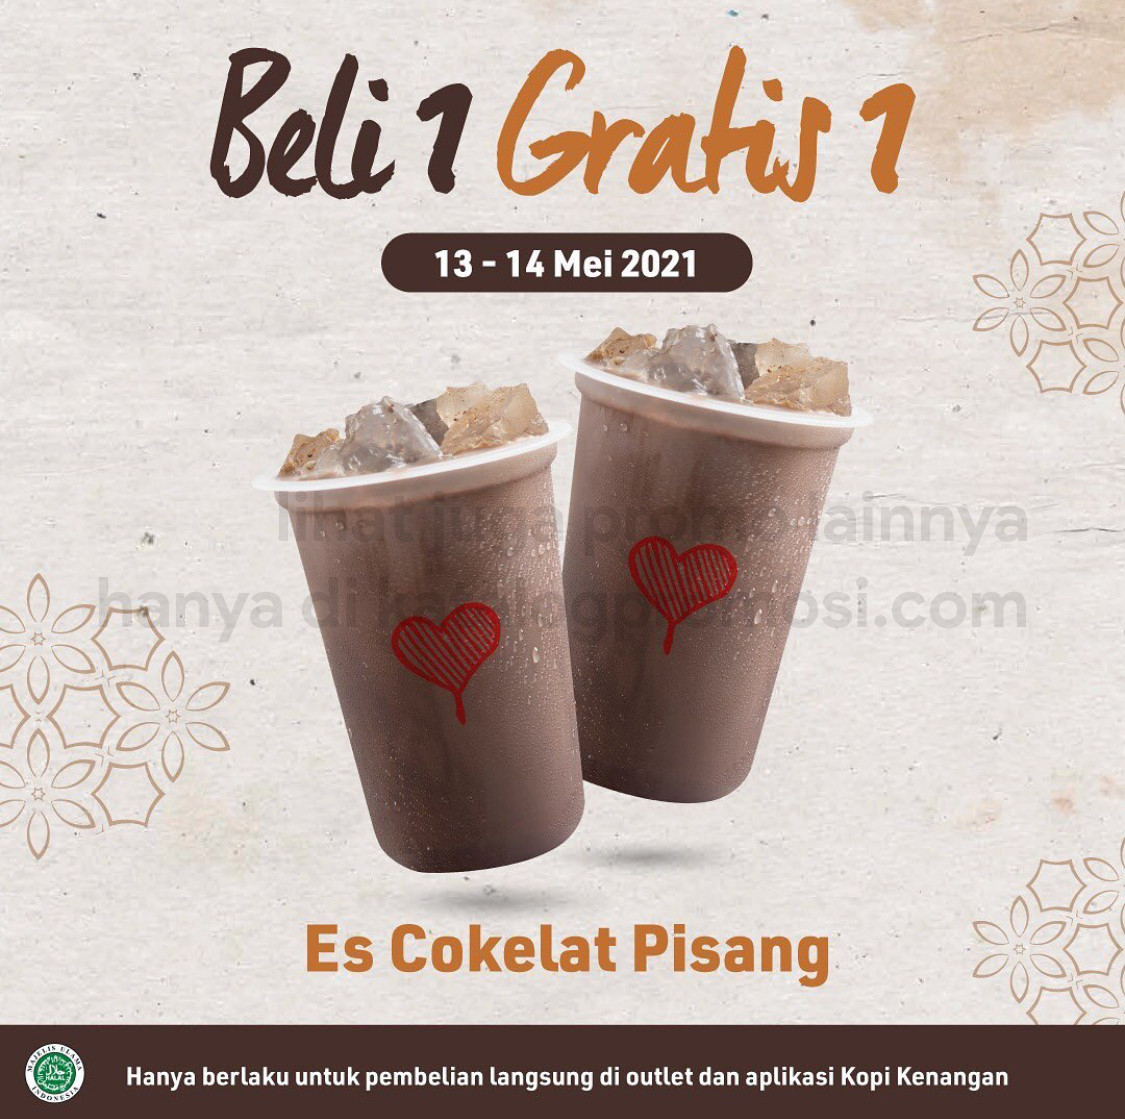 Beli 1 Gratis 1
13 - 14 Mei 2021
lihat juga promo lainnya
hanya di katalogpromosi.com
Es Cokelat Pisang
MAJELIS ULAMA
HALAL
INDONESIA
Hanya berlaku untuk pembelian langsung di outlet dan aplikasi Kopi Kenangan